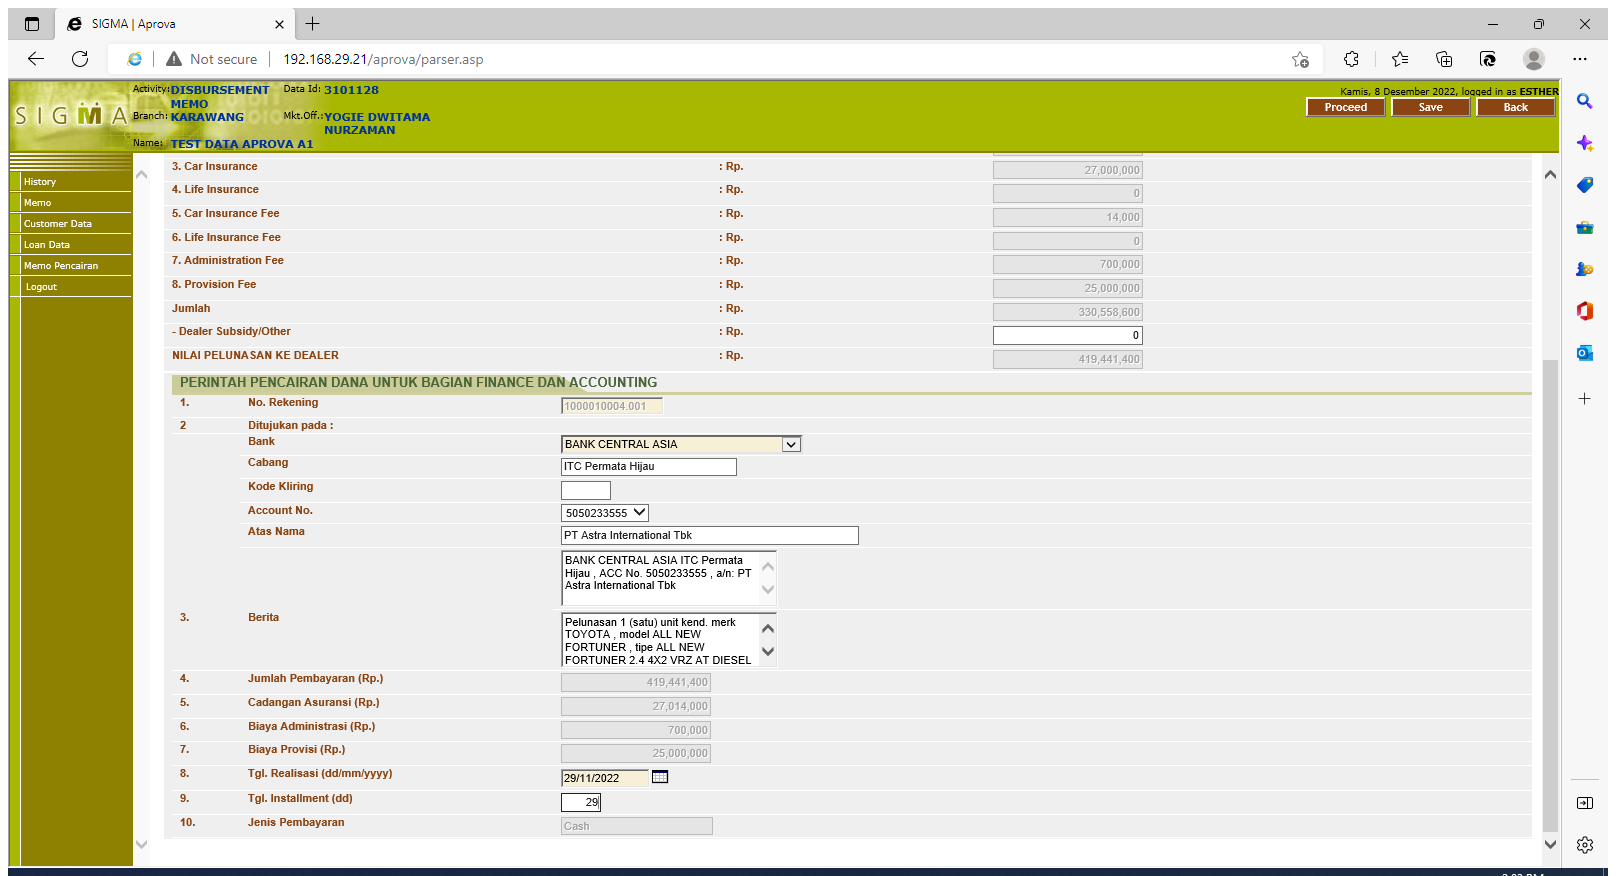 SIGMA | Aprova
Not secure
192.168.29.21/aprova/parser.asp
SIGMA
Activity: DISBURSEMENT MEMO
Data Id: 3101128
Branch: KARAWANG
Mkt.Off.: YOGIE DWITAMA NURZAMAN
Name: TEST DATA APROVA A1
Kamis, 8 Desember 2022, logged in as ESTHER
Proceed Save Back
History
Memo
Customer Data
Loan Data
Memo Pencairan
Logout
3. Car Insurance : Rp. 27,000,000
4. Life Insurance : Rp. 0
5. Car Insurance Fee : Rp. 14,000
6. Life Insurance Fee : Rp. 0
7. Administration Fee : Rp. 700,000
8. Provision Fee : Rp. 25,000,000
Jumlah : Rp. 330,558,600
- Dealer Subsidy/Other : Rp. 0
NILAI PELUNASAN KE DEALER : Rp. 419,441,400
PERINTAH PENCAIRAN DANA UNTUK BAGIAN FINANCE DAN ACCOUNTING
1. No. Rekening 1000010004.001
2 Ditujukan pada :
Bank BANK CENTRAL ASIA
Cabang ITC Permata Hijau
Kode Kliring
Account No. 5050233555
Atas Nama PT Astra International Tbk
BANK CENTRAL ASIA ITC Permata
Hijau , ACC No. 5050233555 , a/n: PT
Astra International Tbk
3. Berita Pelunasan 1 (satu) unit kend. merk
TOYOTA , model ALL NEW
FORTUNER , tipe ALL NEW
FORTUNER 2.4 4X2 VRZ AT DIESEL
4. Jumlah Pembayaran (Rp.) 419,441,400
5. Cadangan Asuransi (Rp.) 27,014,000
6. Biaya Administrasi (Rp.) 700,000
7. Biaya Provisi (Rp.) 25,000,000
8. Tgl. Realisasi (dd/mm/yyyy) 29/11/2022
9. Tgl. Installment (dd) 29
10. Jenis Pembayaran Cash